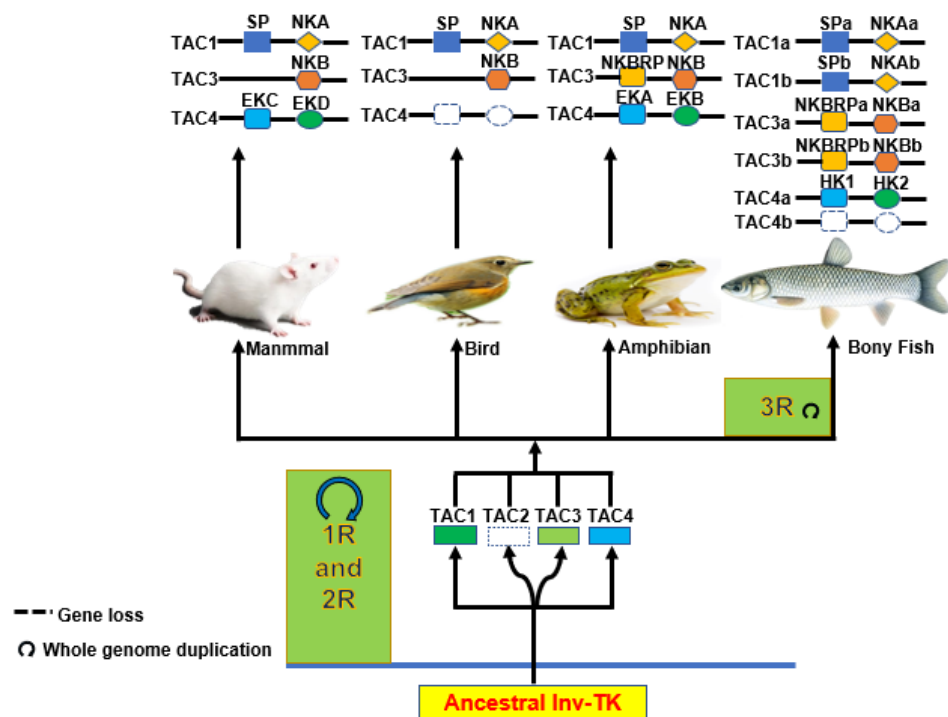 SP NKA
TAC1
NKB
TAC3
EKC EKD
TAC4
SP NKA
TAC1
NKB
TAC3
TAC4
SP NKA
TAC1
NKBRP NKB
TAC3
EKA EKB
TAC4
SPa NKAa
TAC1a
SPb NKAb
TAC1b
NKBRPa NKBa
TAC3a
NKBRPb NKBb
TAC3b
HK1 HK2
TAC4a
TAC4b
Manmmal
Bird
Amphibian
Bony Fish
3R
1R
and
2R
TAC1 TAC2 TAC3 TAC4
Gene loss
Whole genome duplication
Ancestral Inv-TK